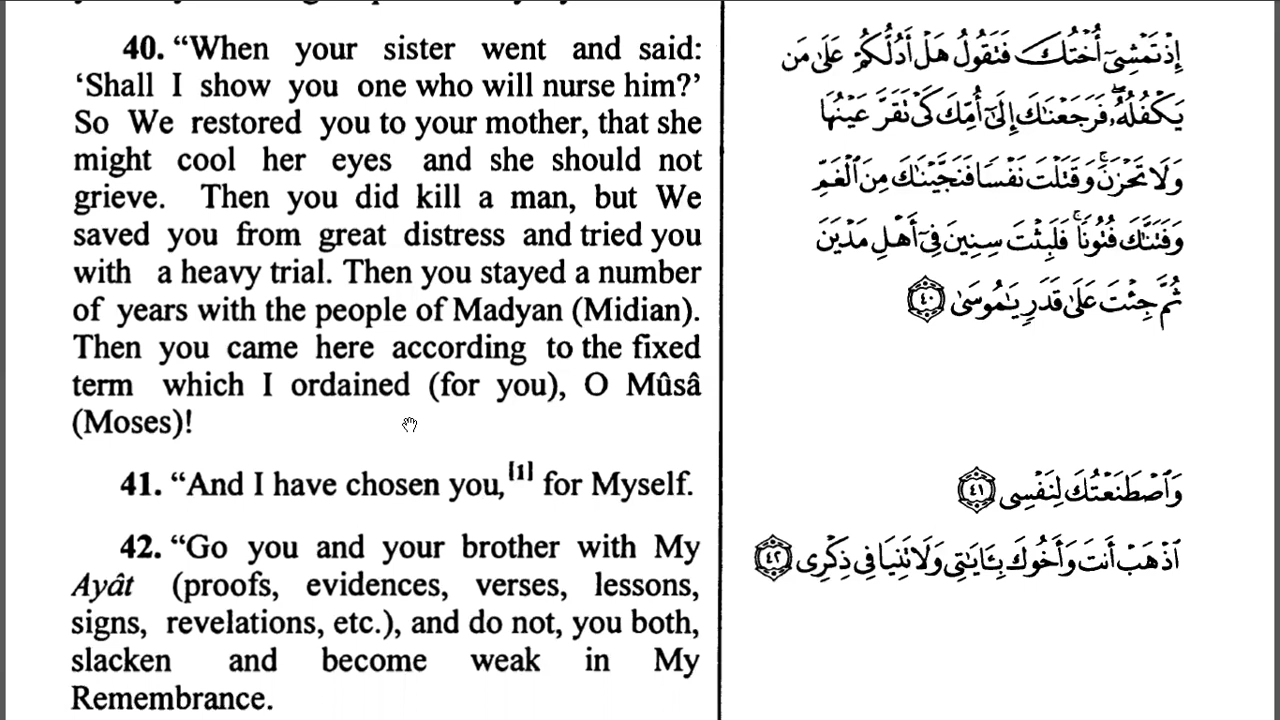 40. “When your sister went and said:
‘Shall I show you one who will nurse him?’
So We restored you to your mother, that she
might cool her eyes and she should not
grieve. Then you did kill a man, but We
saved you from great distress and tried you
with a heavy trial. Then you stayed a number
of years with the people of Madyan (Midian).
Then you came here according to the fixed
term which I ordained (for you), O Mûsâ
(Moses)!
41. “And I have chosen you,[1] for Myself.
42. “Go you and your brother with My
Ayât (proofs, evidences, verses, lessons,
signs, revelations, etc.), and do not, you both,
slacken and become weak in My
Remembrance.
إِذْ تَمْشِىٓ أُخْتُكَ فَتَقُولُ هَلْ أَدُلُّكُمْ عَلَىٰ مَن
يَكْفُلُهُۥ ۖ فَرَجَعْنَٰكَ إِلَىٰٓ أُمِّكَ كَىْ تَقَرَّ عَيْنُهَا
وَلَا تَحْزَنَ ۚ وَقَتَلْتَ نَفْسًا فَنَجَّيْنَٰكَ مِنَ ٱلْغَمِّ
وَفَتَنَّٰكَ فُتُونًا ۚ فَلَبِثْتَ سِنِينَ فِىٓ أَهْلِ مَدْيَنَ
ثُمَّ جِئْتَ عَلَىٰ قَدَرٍ يَٰمُوسَىٰ ٤٠
وَٱصْطَنَعْتُكَ لِنَفْسِى ٤١
ٱذْهَبْ أَنتَ وَأَخُوكَ بِـَٔايَٰتِى وَلَا تَنِيَا فِى ذِكْرِى ٤٢